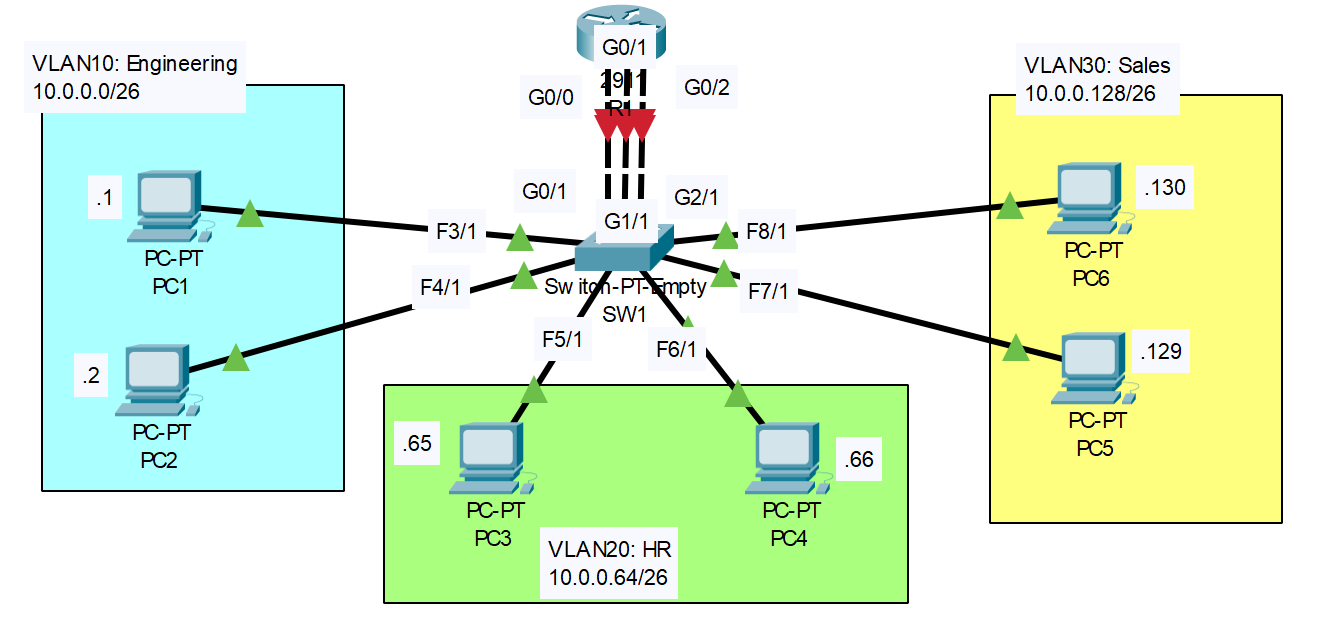 VLAN10: Engineering
10.0.0.0/26
G0/1
2911
R1
G0/0
G0/2
VLAN30: Sales
10.0.0.128/26
.1
PC-PT
PC1
.2
PC-PT
PC2
G0/1
G2/1
G1/1
F3/1
F8/1
F4/1
F7/1
Switch-PT-Empty
SW1
F5/1
F6/1
.130
PC-PT
PC6
.129
PC-PT
PC5
.65
PC-PT
PC3
.66
PC-PT
PC4
VLAN20: HR
10.0.0.64/26